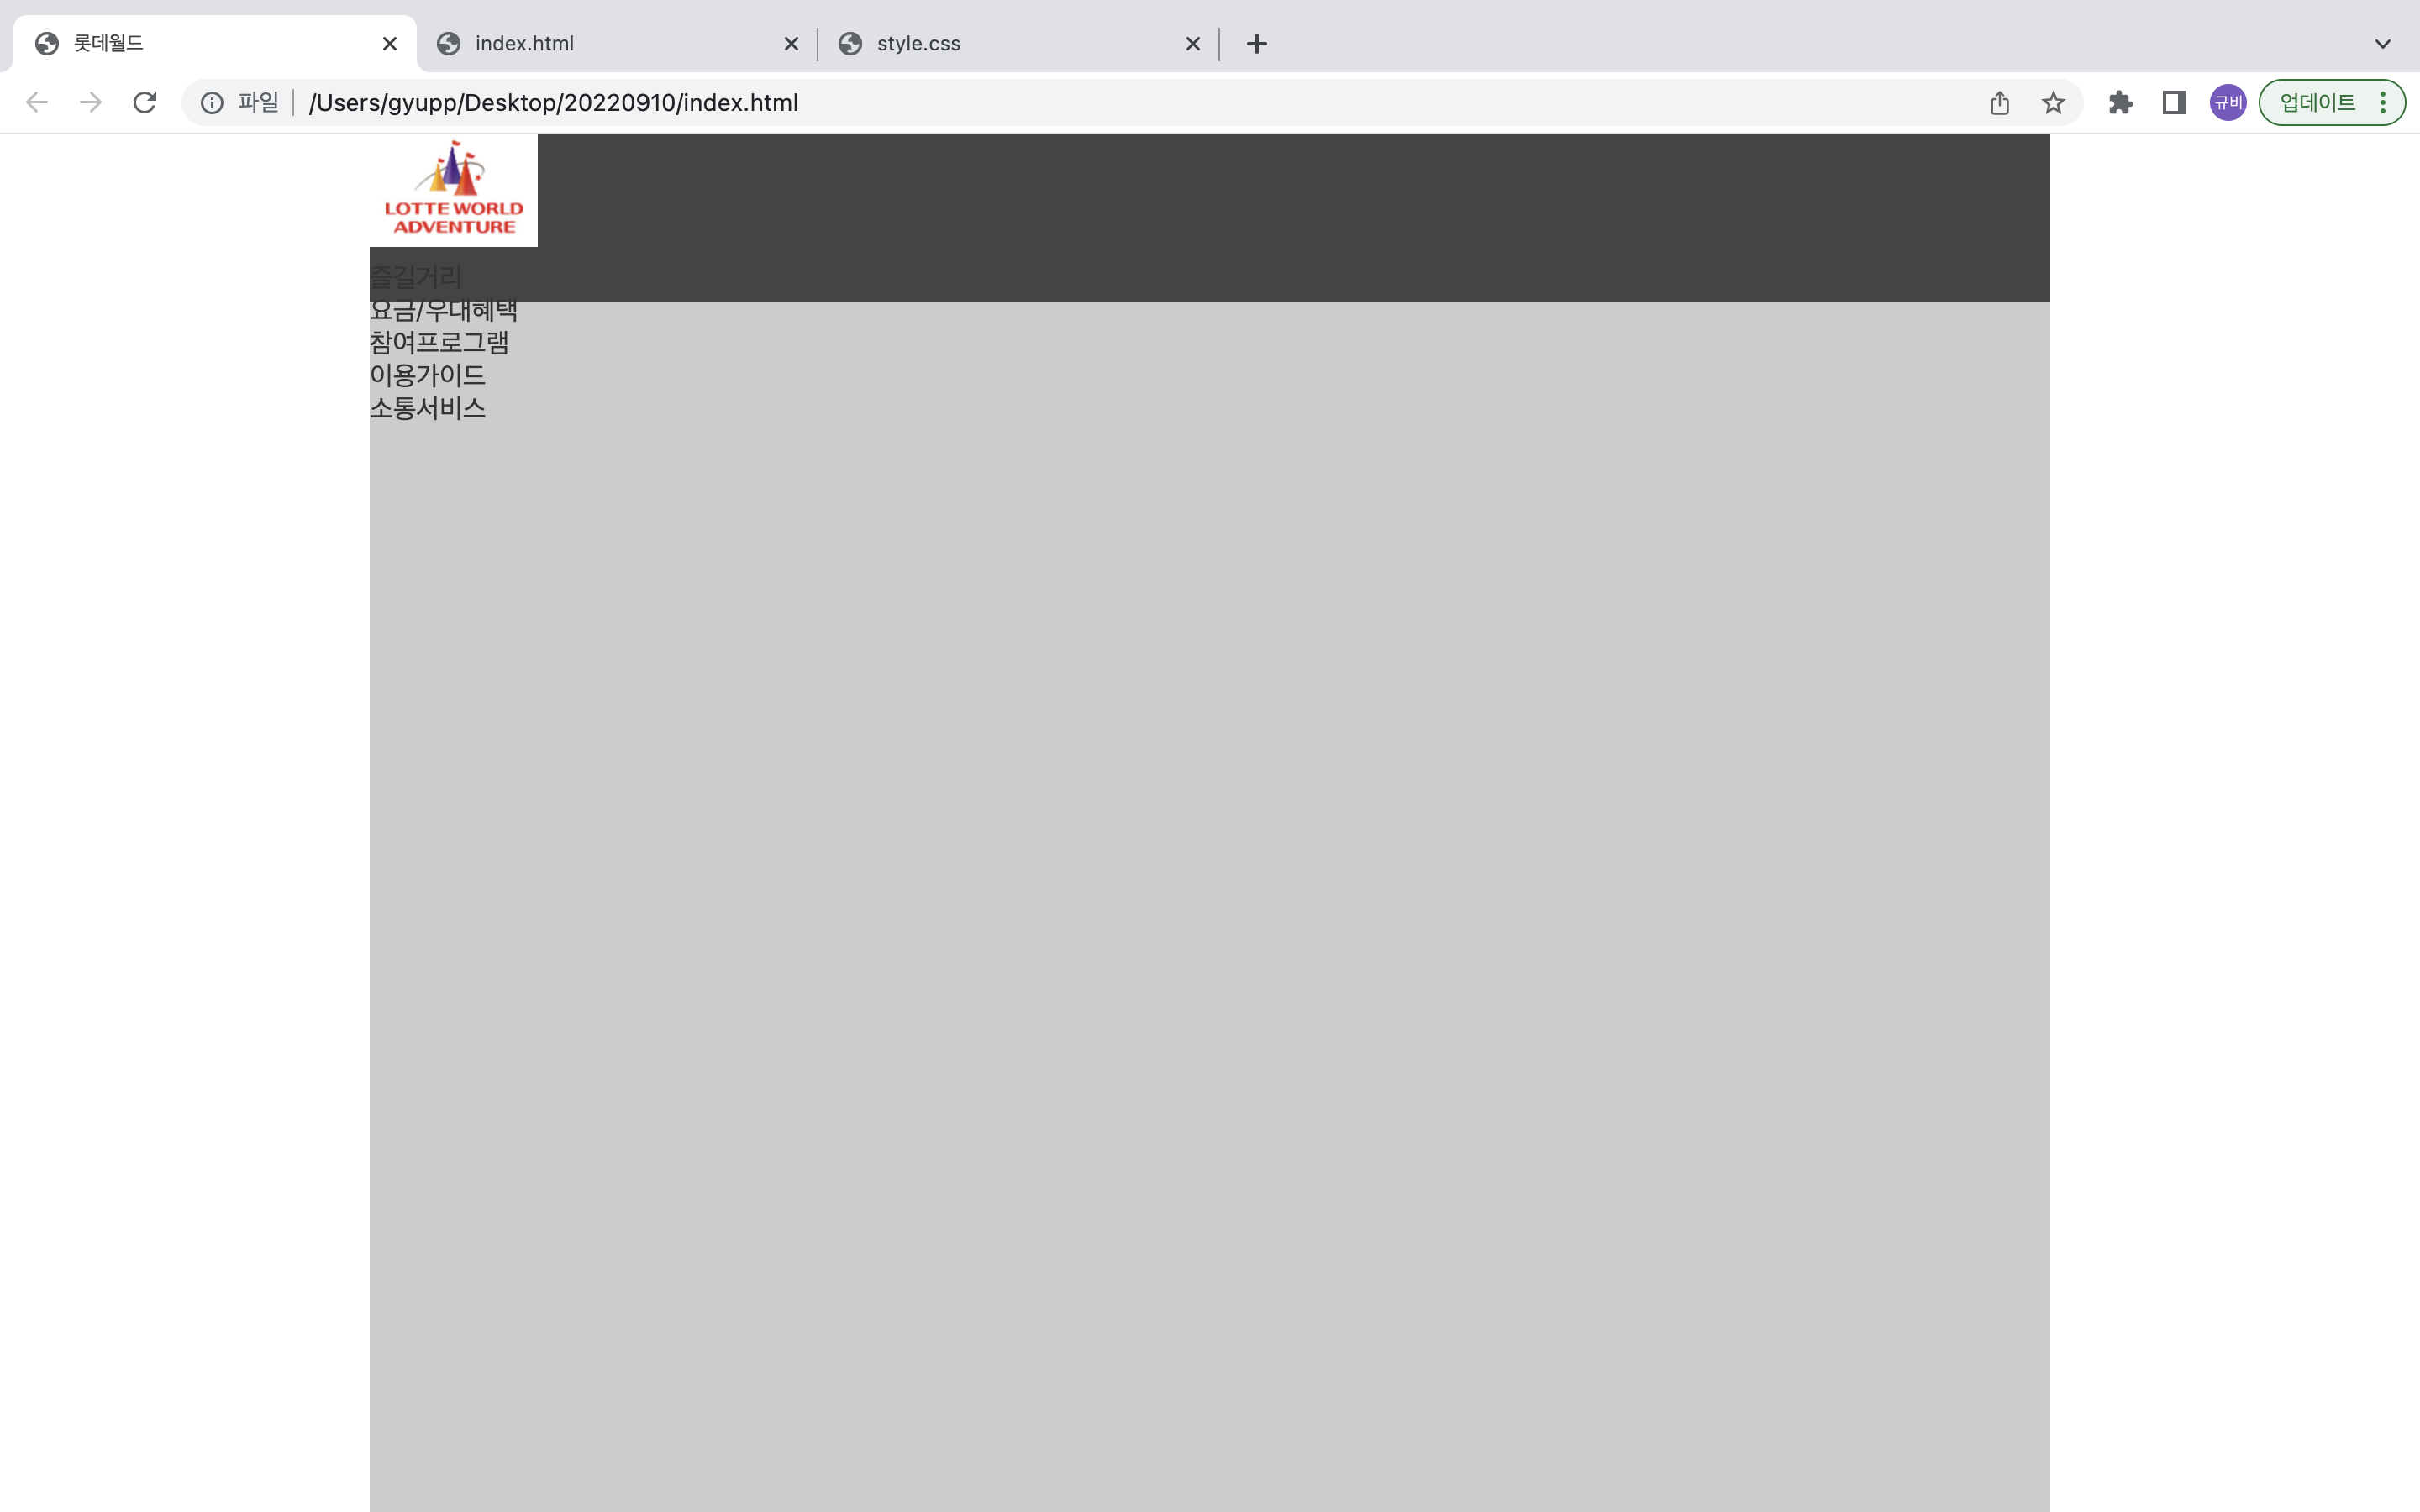 롯데월드
index.html
style.css
파일
/Users/gyupp/Desktop/20220910/index.html
규비
업데이트
LOTTE WORLD
ADVENTURE
즐길거리
요금/우대혜택
참여프로그램
이용가이드
소통서비스